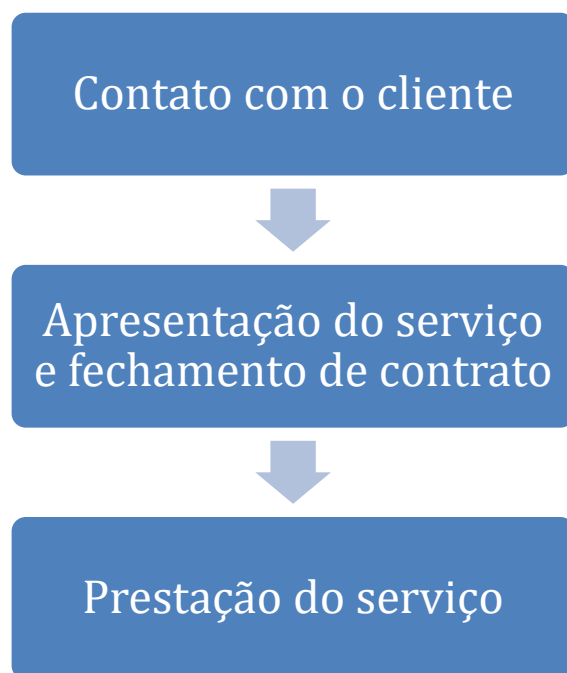 Contato com o cliente
Apresentação do serviço
e fechamento de contrato
Prestação do serviço